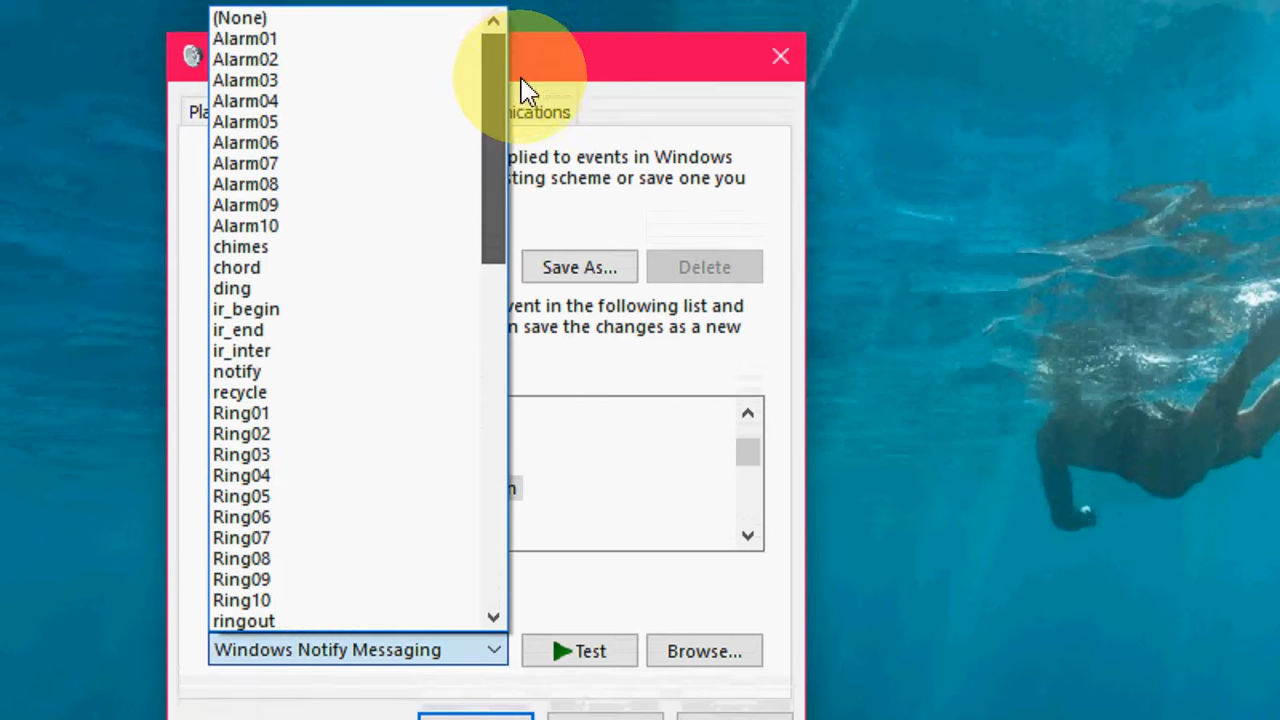 (None)
Alarm01
Alarm02
Alarm03
Alarm04
Alarm05
Alarm06
Alarm07
Alarm08
Alarm09
Alarm10
chimes
chord
ding
ir_begin
ir_end
ir_inter
notify
recycle
Ring01
Ring02
Ring03
Ring04
Ring05
Ring06
Ring07
Ring08
Ring09
Ring10
ringout
Windows Notify Messaging
Pla
nications
plied to events in Windows
sting scheme or save one you
Save As...
Delete
vent in the following list and
n save the changes as a new
n
Test
Browse...